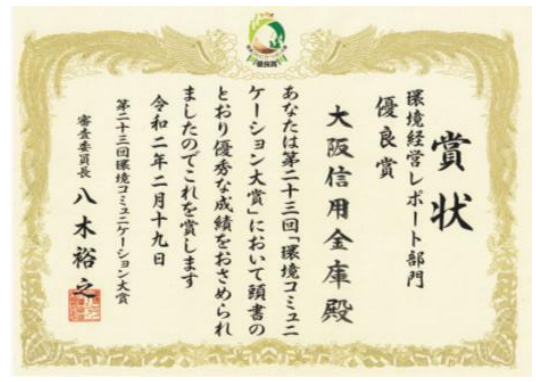 賞状
環境経営レポート部門
優良賞
大阪信用金庫殿
あなたは第二十三回「環境コミュニ
ケーション大賞」において頭書の
とおり優秀な成績をおさめられ
ましたのでこれを賞します
令和二年二月十九日
第二十三回環境コミュニケーション大賞
審査委員長 八木裕之